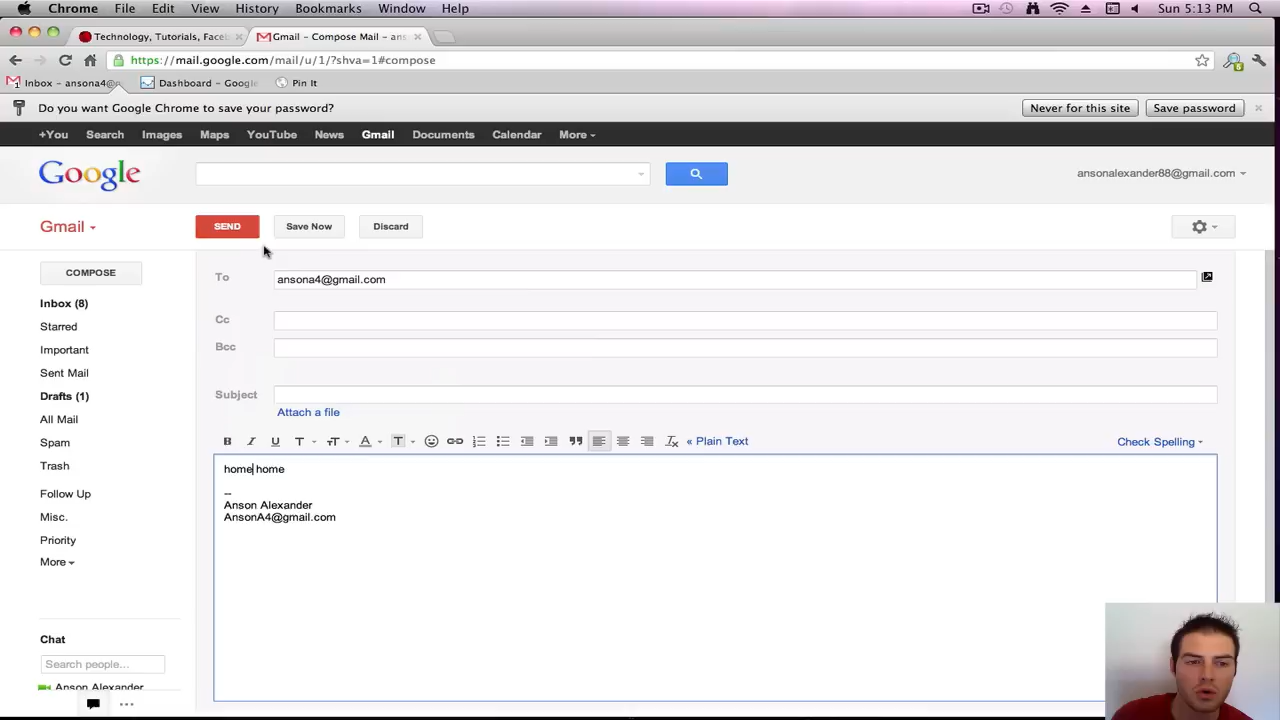 Chrome File Edit View History Bookmarks Window Help Sun 5:13 PM
Technology, Tutorials, Faceb Gmail – Compose Mail – ans
https://mail.google.com/mail/u/1/?shva=1#compose
Inbox – ansona4@g Dashboard – Google Pin It
Do you want Google Chrome to save your password? Never for this site Save password
+You Search Images Maps YouTube News Gmail Documents Calendar More
Google ansonalexander88@gmail.com
Gmail SEND Save Now Discard
COMPOSE
To ansona4@gmail.com
Inbox (8)
Cc
Starred
Bcc
Important
Sent Mail
Subject
Drafts (1)
Attach a file
All Mail
B I U T T A T « Plain Text Check Spelling
Spam
Trash
home home
Follow Up
--
Anson Alexander
Misc.
AnsonA4@gmail.com
Priority
More
Chat
Search people...
Anson Alexander